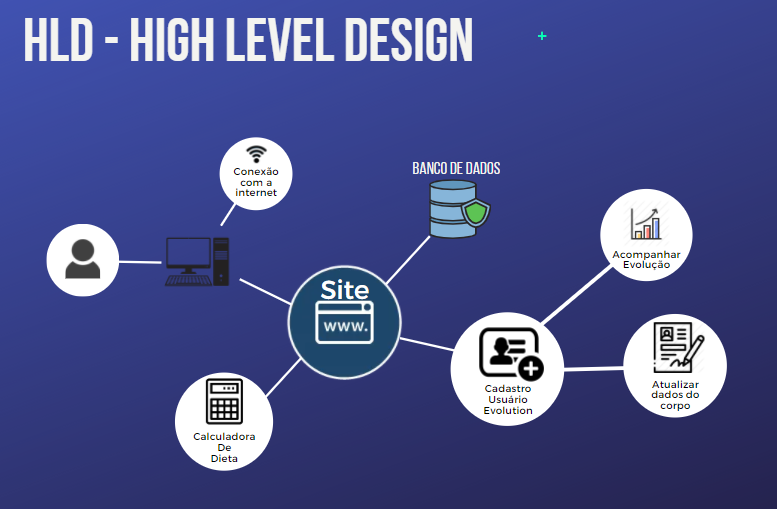 HLD - HIGH LEVEL DESIGN
Conexão
com a
internet
BANCO DE DADOS
Site
www.
Acompanhar
Evolução
Cadastro
Usuário
Evolution
Atualizar
dados do
corpo
Calculadora
De
Dieta